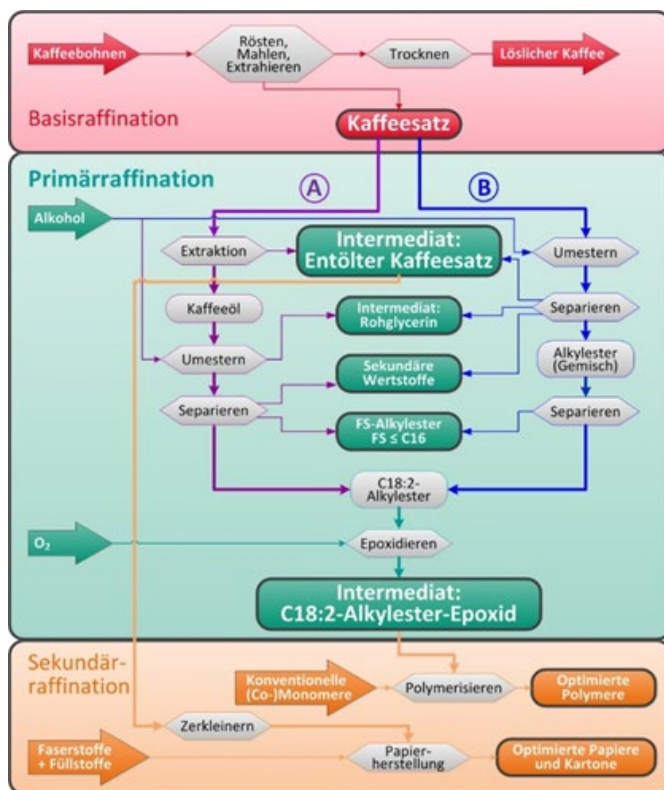 Kaffeebohnen
Rösten,
Mahlen,
Extrahieren
Trocknen
Löslicher Kaffee
Basisraffination
Kaffeesatz
Primärraffination
A
B
Alkohol
Extraktion
Intermediat:
Entölter Kaffeesatz
Umestern
Kaffeeöl
Intermediat:
Rohglycerin
Separieren
Umestern
Sekundäre
Wertstoffe
Alkylester
(Gemisch)
Separieren
FS-Alkylester
FS ≤ C16
Separieren
C18:2-
Alkylester
O₂
Epoxidieren
Intermediat:
C18:2-Alkylester-Epoxid
Sekundär-
raffination
Konventionelle
(Co-)Monomere
Polymerisieren
Optimierte
Polymere
Zerkleinern
Faserstoffe
+ Füllstoffe
Papier-
herstellung
Optimierte Papiere
und Kartone